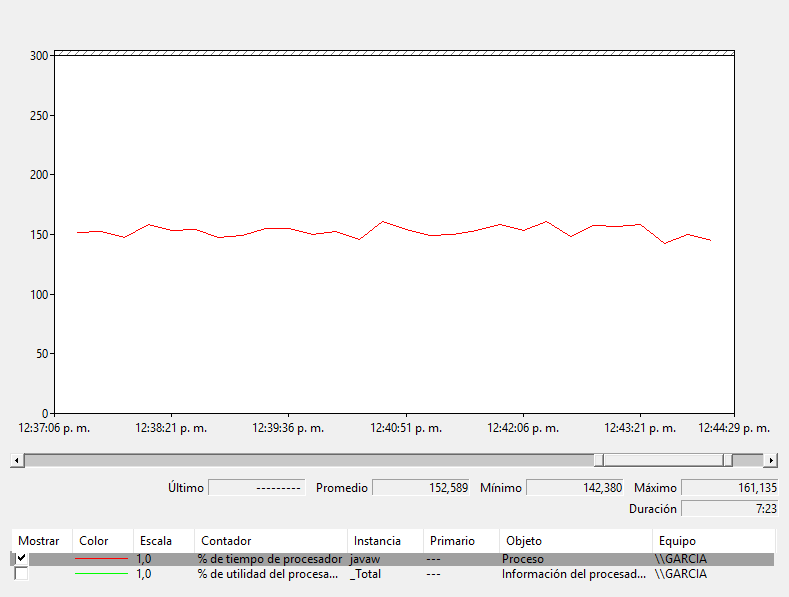 300
250
200
150
100
50
0
12:37:06 p. m. 12:38:21 p. m. 12:39:36 p. m. 12:40:51 p. m. 12:42:06 p. m. 12:43:21 p. m. 12:44:29 p. m.
Último --------- Promedio 152,589 Mínimo 142,380 Máximo 161,135
Duración 7:23
Mostrar Color Escala Contador Instancia Primario Objeto Equipo
1,0 % de tiempo de procesador javaw --- Proceso \\GARCIA
1,0 % de utilidad del procesa... _Total --- Información del procesad... \\GARCIA